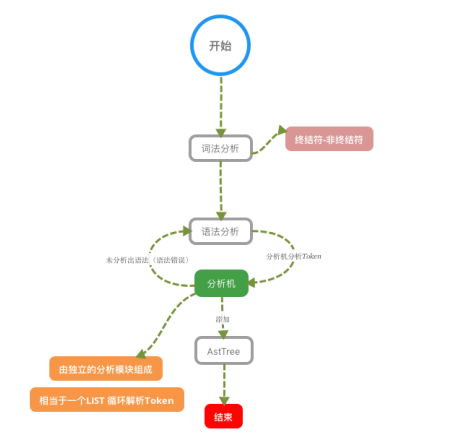 开始
词法分析
终结符-非终结符
语法分析
未分析出语法（语法错误）
分析机分析Token
分析机
添加
AstTree
由独立的分析模块组成
相当于一个LIST 循环解析Token
结束